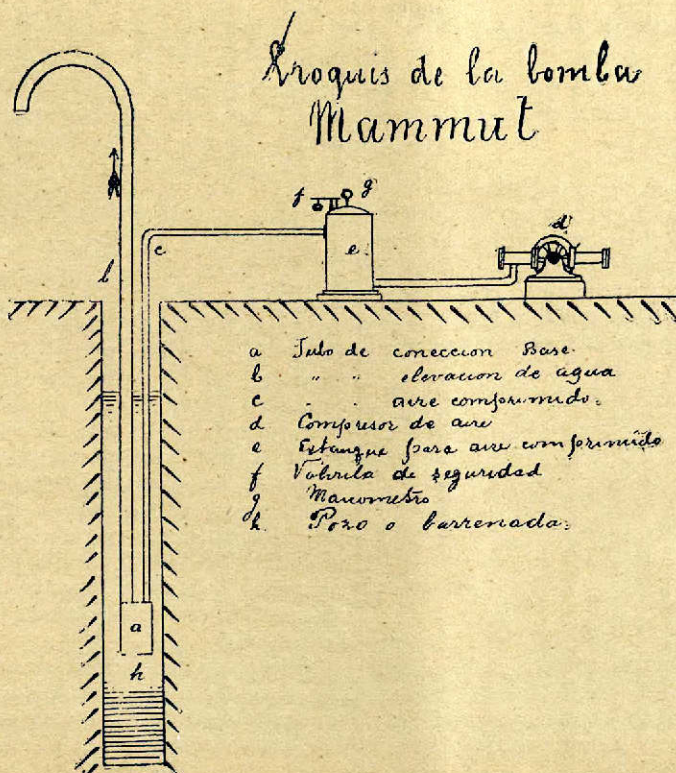 Kroquis de la bomba
Mammut
f g
d
c e
b
a Tubo de coneccion Base
b " " elevacion de agua
c " " aire comprimido.
d Compresor de aire
e Estanque para aire comprimido
f Valvula de seguridad
g Manometro
h Pozo o barrenada.
a
h